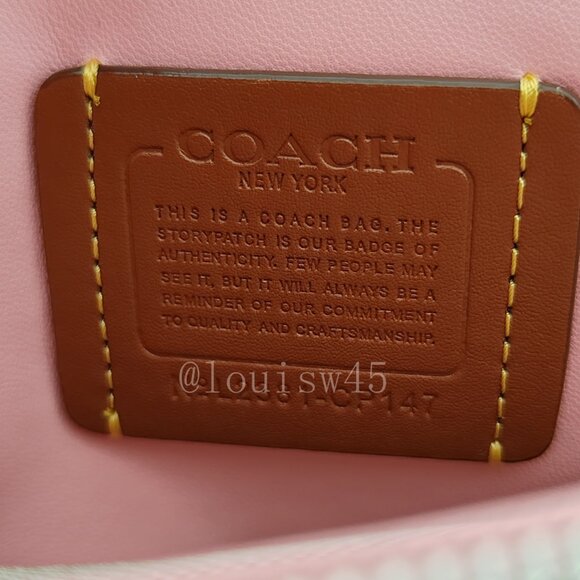 COACH
NEW YORK
THIS IS A COACH BAG. THE
STORYPATCH IS OUR BADGE OF
AUTHENTICITY. FEW PEOPLE MAY
SEE IT, BUT IT WILL ALWAYS BE A
REMINDER OF OUR COMMITMENT
TO QUALITY AND CRAFTSMANSHIP.
@louisw45